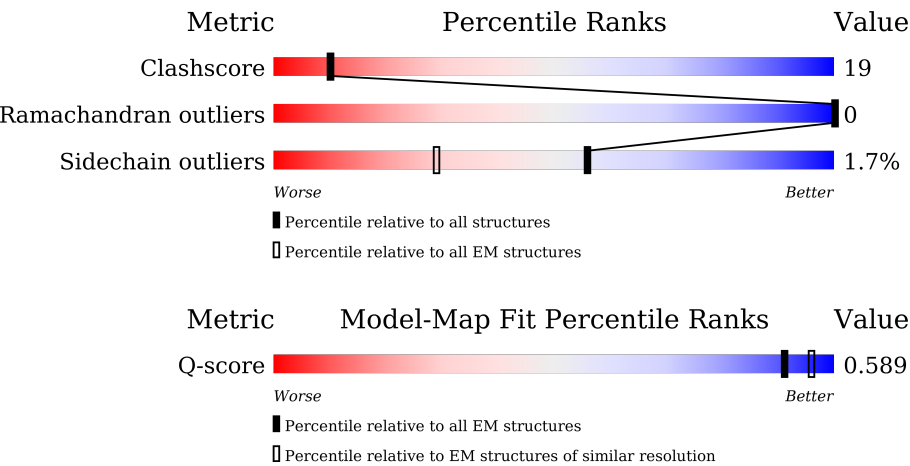 Metric Percentile Ranks Value
Clashscore 19
Ramachandran outliers 0
Sidechain outliers 1.7%
Worse Better
Percentile relative to all structures
Percentile relative to all EM structures
Metric Model-Map Fit Percentile Ranks Value
Q-score 0.589
Worse Better
Percentile relative to all EM structures
Percentile relative to EM structures of similar resolution